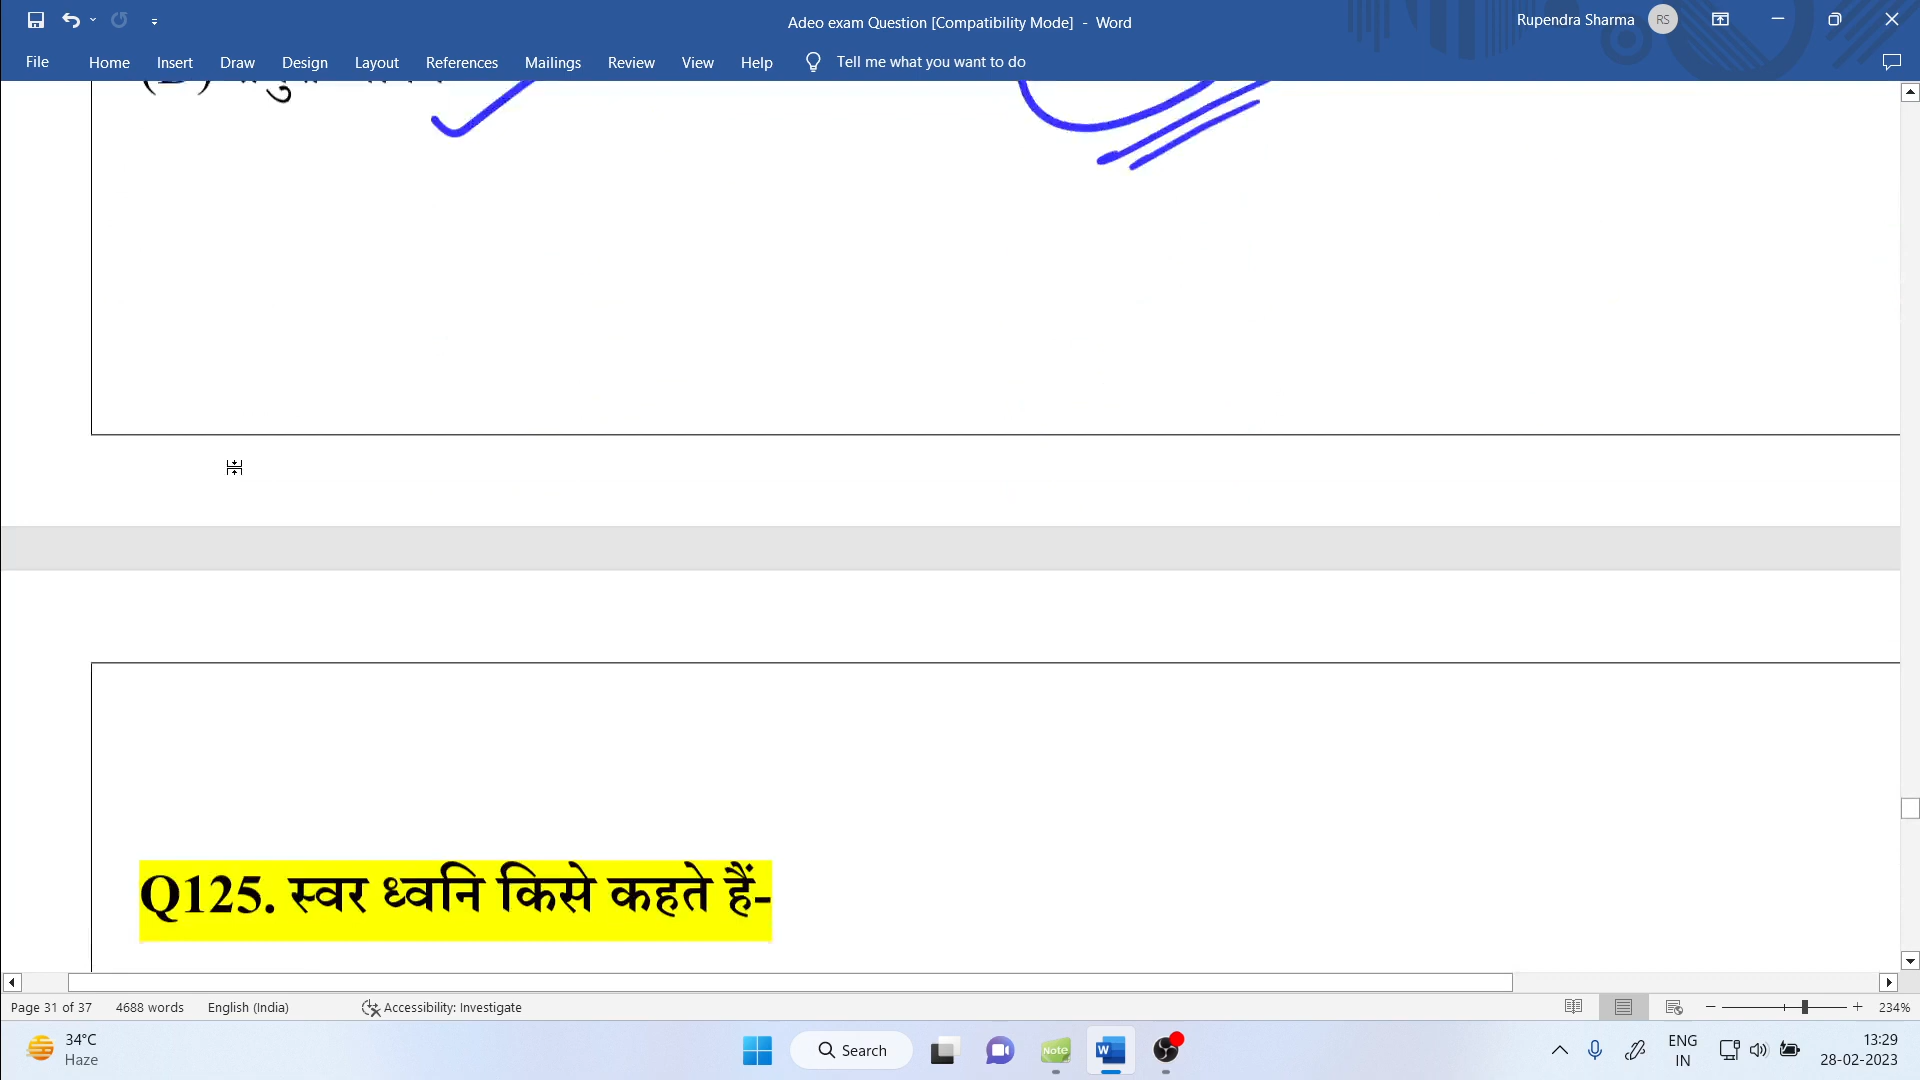 Adeo exam Question [Compatibility Mode] - Word
Rupendra Sharma RS
File Home Insert Draw Design Layout References Mailings Review View Help Tell me what you want to do
Q125. स्वर ध्वनि किसे कहते हैं-
Page 31 of 37 4688 words English (India) Accessibility: Investigate 234%
34°C
Haze
Search
Note
W
ENG
IN
13:29
28-02-2023